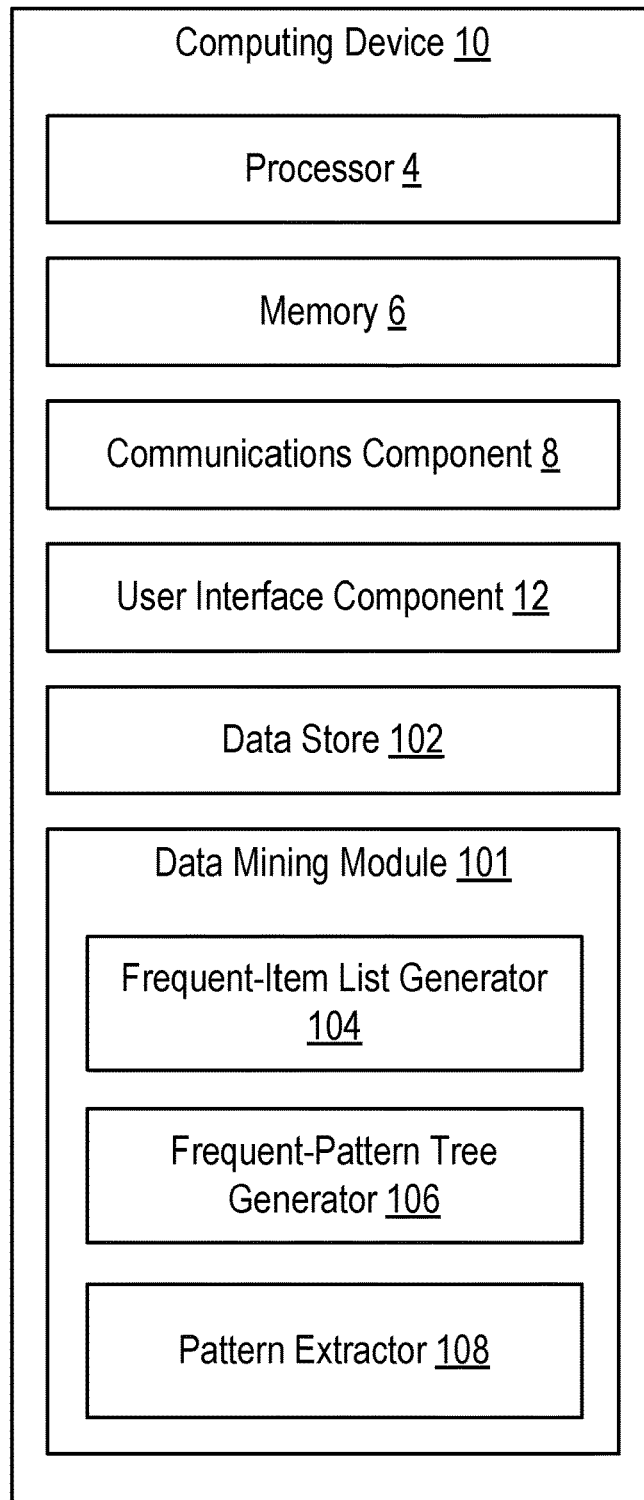 Computing Device 10
Processor 4
Memory 6
Communications Component 8
User Interface Component 12
Data Store 102
Data Mining Module 101
Frequent-Item List Generator
104
Frequent-Pattern Tree
Generator 106
Pattern Extractor 108